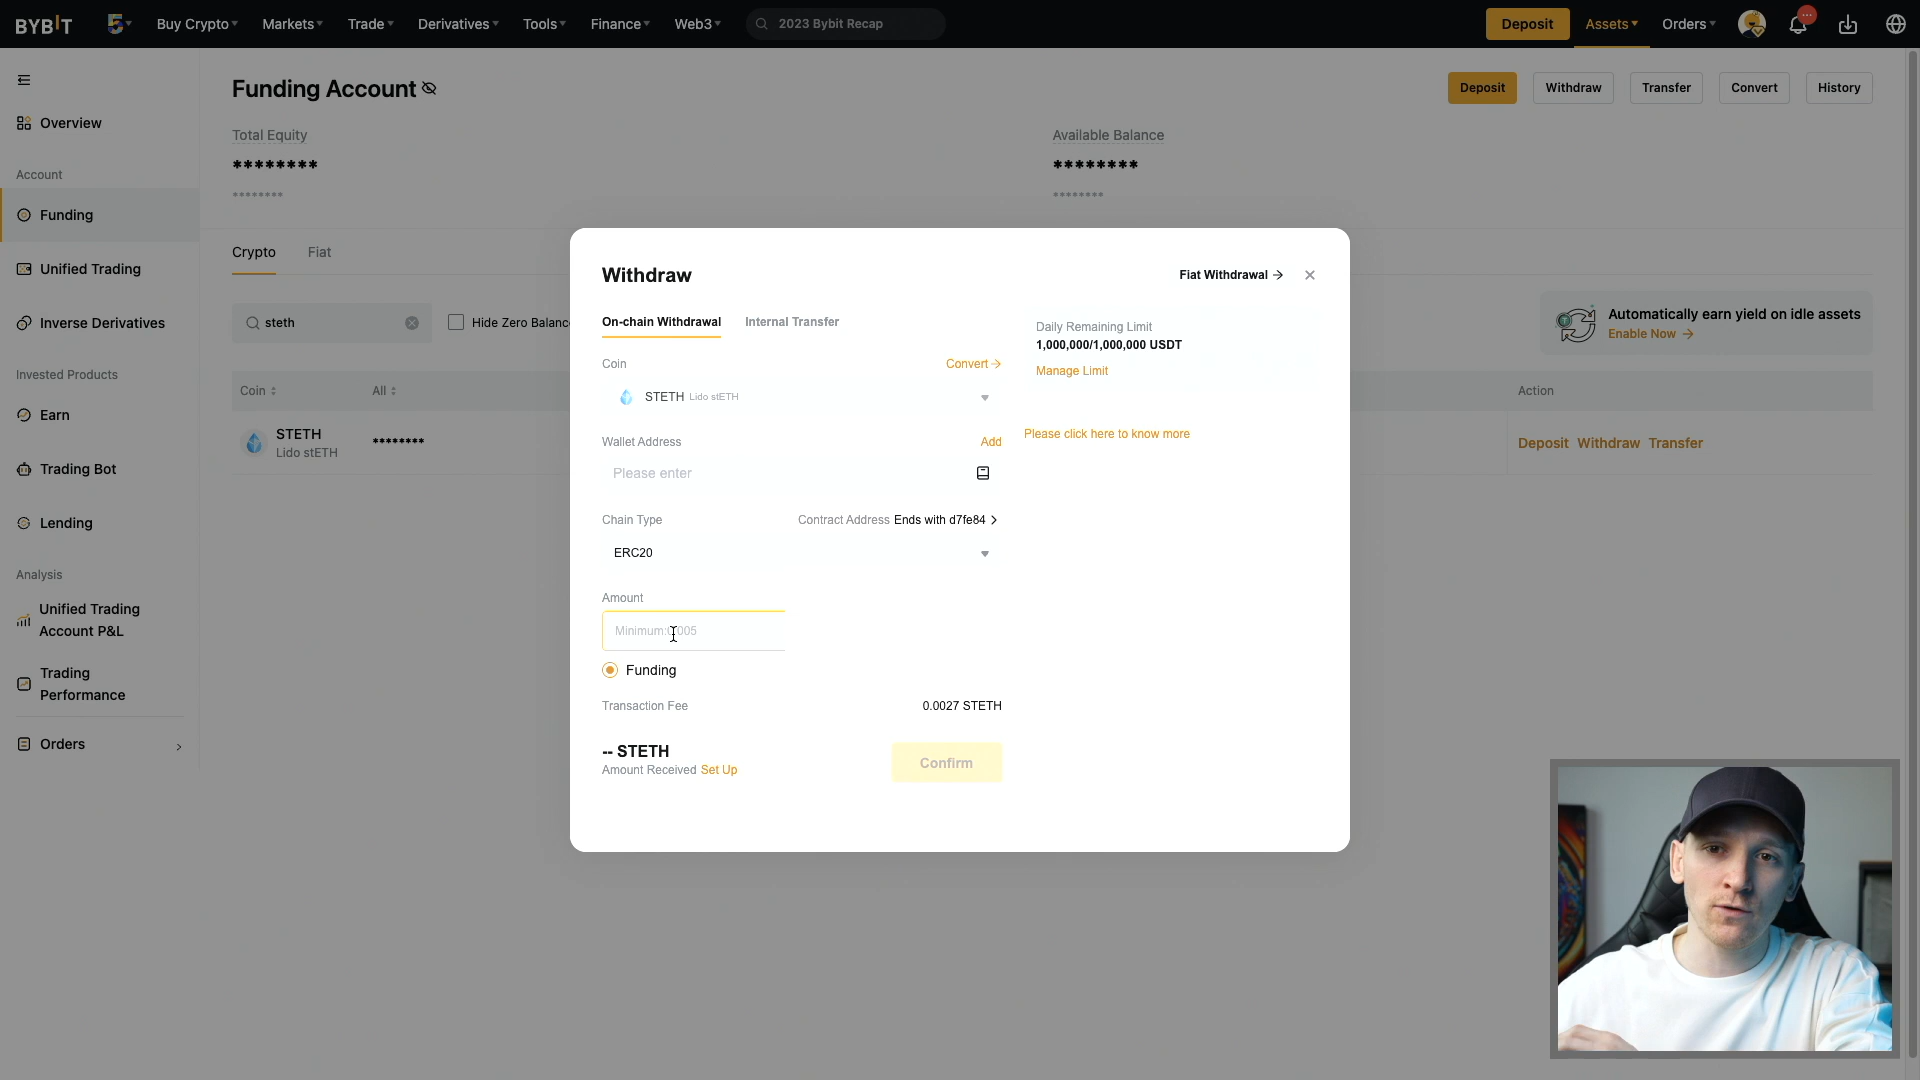 BYBIT
Buy Crypto
Markets
Trade
Derivatives
Tools
Finance
Web3
2023 Bybit Recap
Deposit
Assets
Orders
Funding Account
Deposit
Withdraw
Transfer
Convert
History
Overview
Total Equity
Available Balance
********
********
********
********
Account
Funding
Unified Trading
Inverse Derivatives
Invested Products
Earn
Trading Bot
Lending
Analysis
Unified Trading
Account P&L
Trading
Performance
Orders
Crypto
Fiat
steth
Hide Zero Balanc
Automatically earn yield on idle assets
Enable Now →
Coin
All
Action
STETH
Lido stETH
********
Deposit Withdraw Transfer
Withdraw
Fiat Withdrawal →
On-chain Withdrawal
Internal Transfer
Coin
Convert →
STETH Lido stETH
Wallet Address
Add
Please enter
Chain Type
Contract Address Ends with d7fe84 >
ERC20
Amount
Minimum:0.005
Funding
Transaction Fee
0.0027 STETH
-- STETH
Amount Received Set Up
Confirm
Daily Remaining Limit
1,000,000/1,000,000 USDT
Manage Limit
Please click here to know more